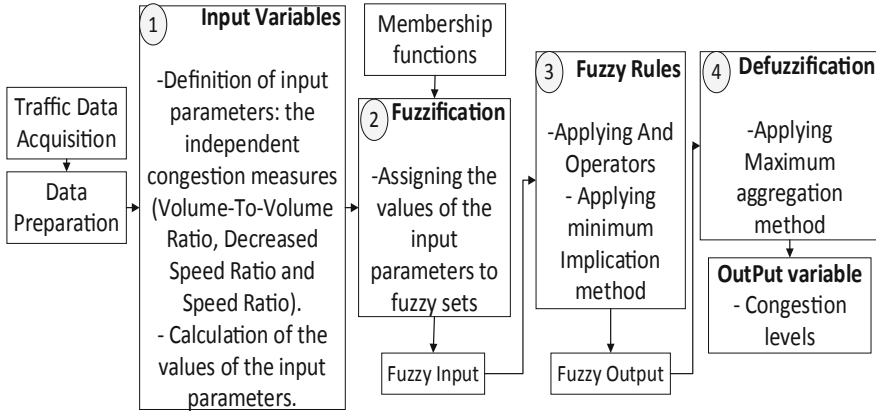 Traffic Data
Acquisition
Data
Preparation
1
Input Variables
-Definition of input
parameters: the
independent
congestion measures
(Volume-To-Volume
Ratio, Decreased
Speed Ratio and
Speed Ratio).
- Calculation of the
values of the input
parameters.
Membership
functions
2
Fuzzification
-Assigning the
values of the
input
parameters to
fuzzy sets
Fuzzy Input
3
Fuzzy Rules
-Applying And
Operators
- Applying
minimum
Implication
method
Fuzzy Output
4
Defuzzification
-Applying
Maximum
aggregation
method
OutPut variable
- Congestion
levels